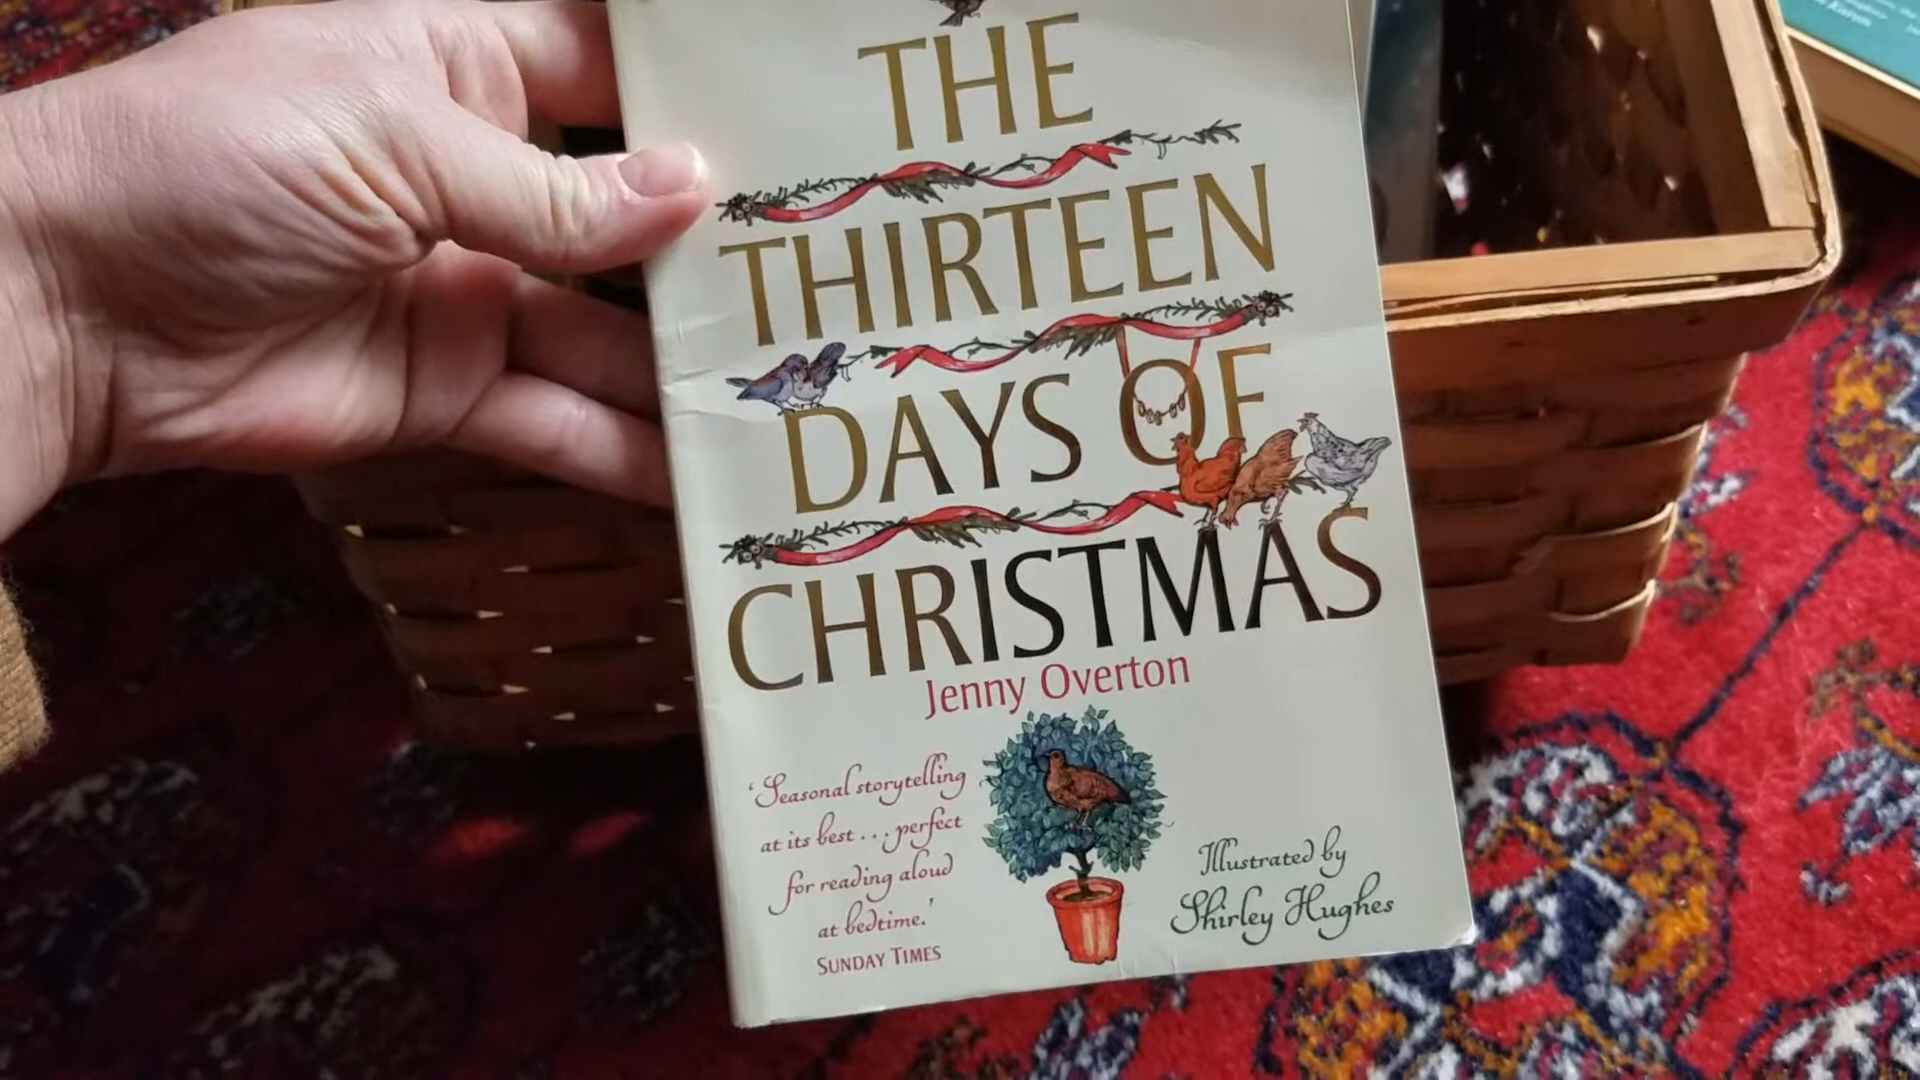 THE
THIRTEEN
DAYS OF
CHRISTMAS
Jenny Overton
'Seasonal storytelling
at its best... perfect
for reading aloud
at bedtime.'
SUNDAY TIMES
Illustrated by
Shirley Hughes